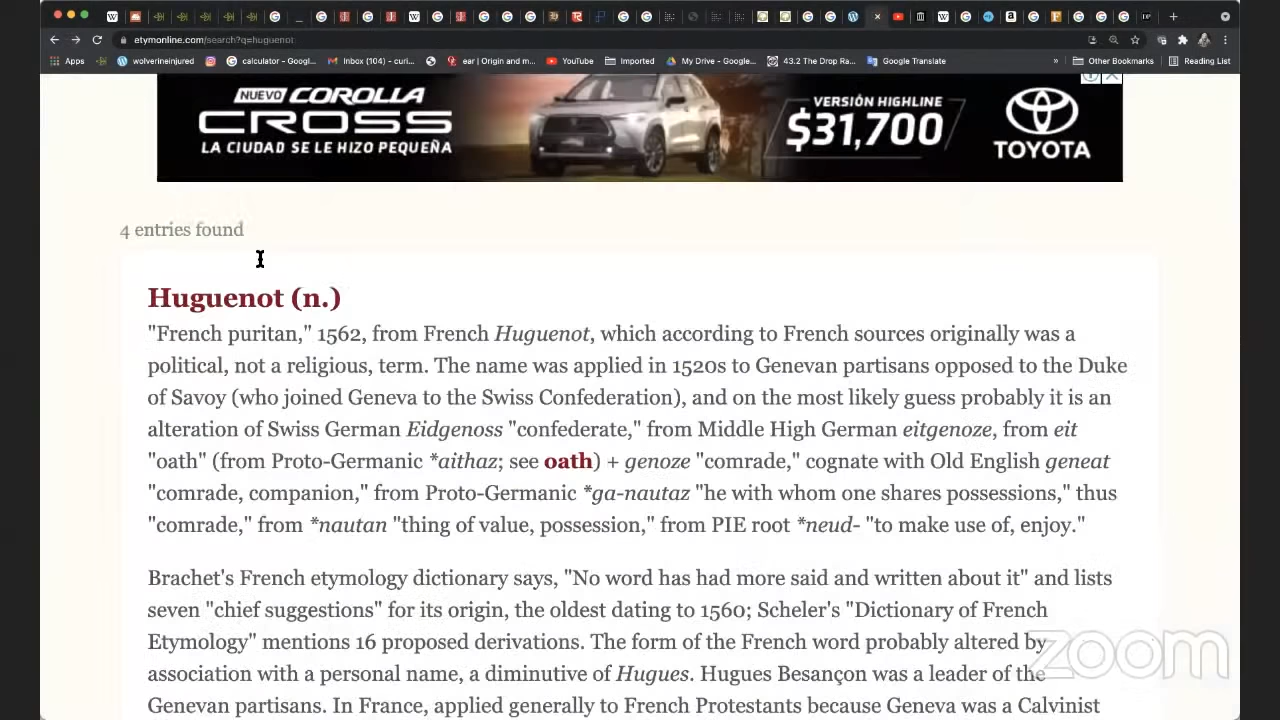 etymonline.com/search?q=huguenot
Apps wolverineinjured calculator - Googl... Inbox (104) - curi... ear | Origin and m... YouTube Imported My Drive - Google... 43.2 The Drop Ra... Google Translate » Other Bookmarks Reading List
NUEVO COROLLA
CROSS
LA CIUDAD SE LE HIZO PEQUEÑA
VERSIÓN HIGHLINE
$31,700
TOYOTA
4 entries found
Huguenot (n.)
"French puritan," 1562, from French Huguenot, which according to French sources originally was a
political, not a religious, term. The name was applied in 1520s to Genevan partisans opposed to the Duke
of Savoy (who joined Geneva to the Swiss Confederation), and on the most likely guess probably it is an
alteration of Swiss German Eidgenoss "confederate," from Middle High German eitgenoze, from eit
"oath" (from Proto-Germanic *aithaz; see oath) + genoze "comrade," cognate with Old English geneat
"comrade, companion," from Proto-Germanic *ga-nautaz "he with whom one shares possessions," thus
"comrade," from *nautan "thing of value, possession," from PIE root *neud- "to make use of, enjoy."
Brachet's French etymology dictionary says, "No word has had more said and written about it" and lists
seven "chief suggestions" for its origin, the oldest dating to 1560; Scheler's "Dictionary of French
Etymology" mentions 16 proposed derivations. The form of the French word probably altered by
association with a personal name, a diminutive of Hugues. Hugues Besançon was a leader of the
Genevan partisans. In France, applied generally to French Protestants because Geneva was a Calvinist
zoom